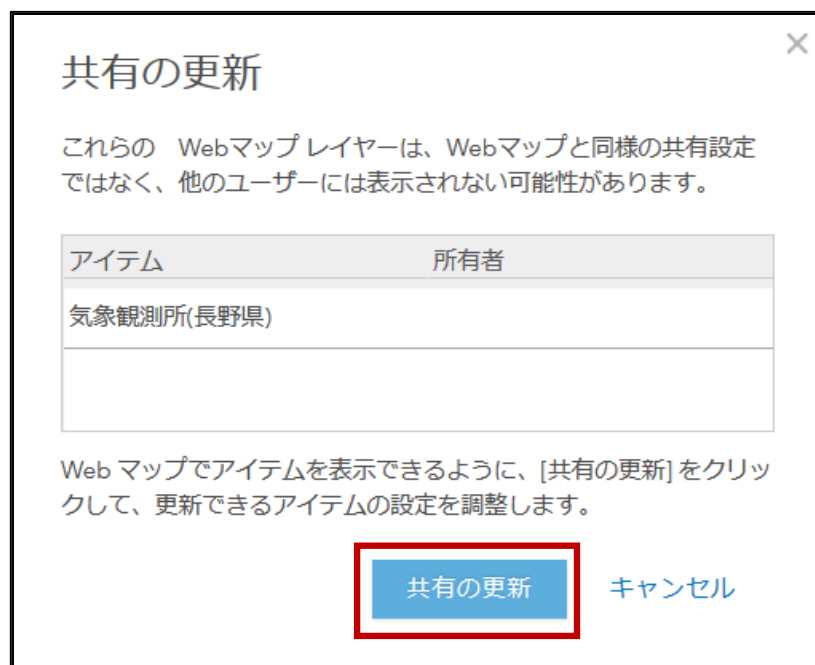 共有の更新
これらの　Webマップ レイヤーは、Webマップと同様の共有設定
ではなく、他のユーザーには表示されない可能性があります。
アイテム 所有者
気象観測所(長野県)
Web マップでアイテムを表示できるように、[共有の更新] をクリッ
クして、更新できるアイテムの設定を調整します。
共有の更新 キャンセル